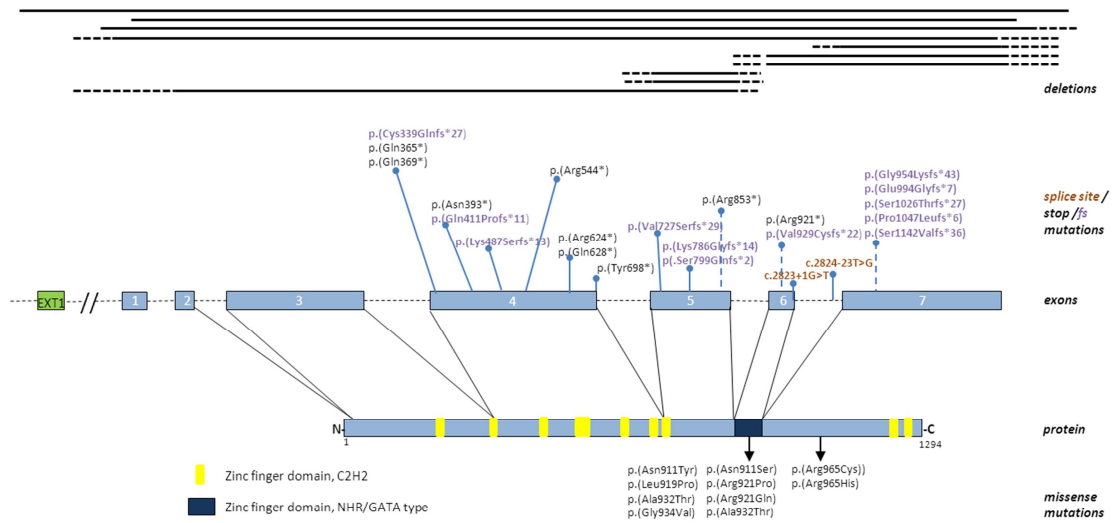 deletions
p.(Cys339Glnfs*27)
p.(Gln365*)
p.(Gln369*)
p.(Asn393*)
p.(Gln411Profs*11)
p.(Lys487Serfs*13)
p.(Arg544*)
p.(Arg624*)
p.(Gln628*)
p.(Tyr698*)
p.(Val727Serfs*29)
p.(Lys786Glyfs*14)
p(.Ser799Glnfs*2)
p.(Arg853*)
p.(Arg921*)
p.(Val929Cysfs*22)
c.2823+1G>T
c.2824-23T>G
p.(Gly954Lysfs*43)
p.(Glu994Glyfs*7)
p.(Ser1026Thrfs*27)
p.(Pro1047Leufs*6)
p.(Ser1142Valfs*36)
splice site /
stop /fs
mutations
EXT1 // 1 2 3 4 5 6 7
exons
N- -C
1 1294
protein
p.(Asn911Tyr) p.(Asn911Ser) p.(Arg965Cys))
p.(Leu919Pro) p.(Arg921Pro) p.(Arg965His)
p.(Ala932Thr) p.(Arg921Gln)
p.(Gly934Val) p.(Ala932Thr)
missense
mutations
Zinc finger domain, C2H2
Zinc finger domain, NHR/GATA type